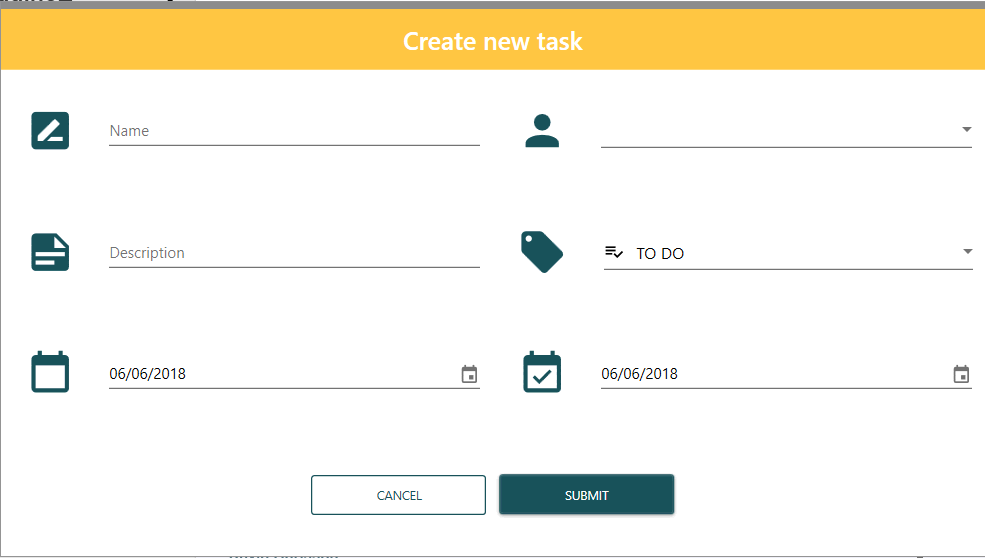 Create new task
Name
Description
TO DO
06/06/2018
06/06/2018
CANCEL
SUBMIT